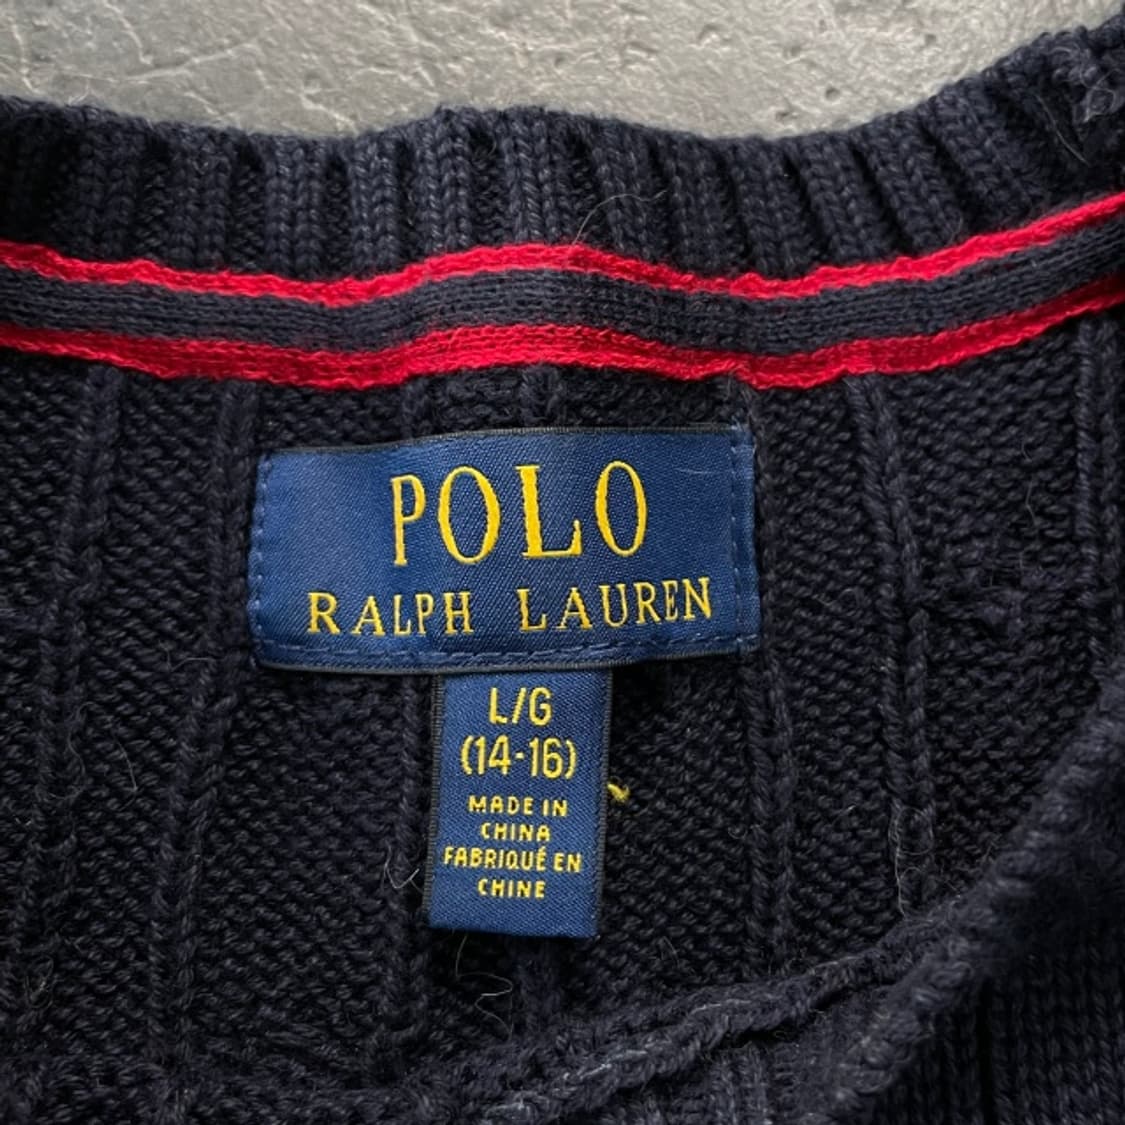 POLO
RALPH LAUREN
L/G
(14-16)
MADE IN
CHINA
FABRIQUÉ EN
CHINE